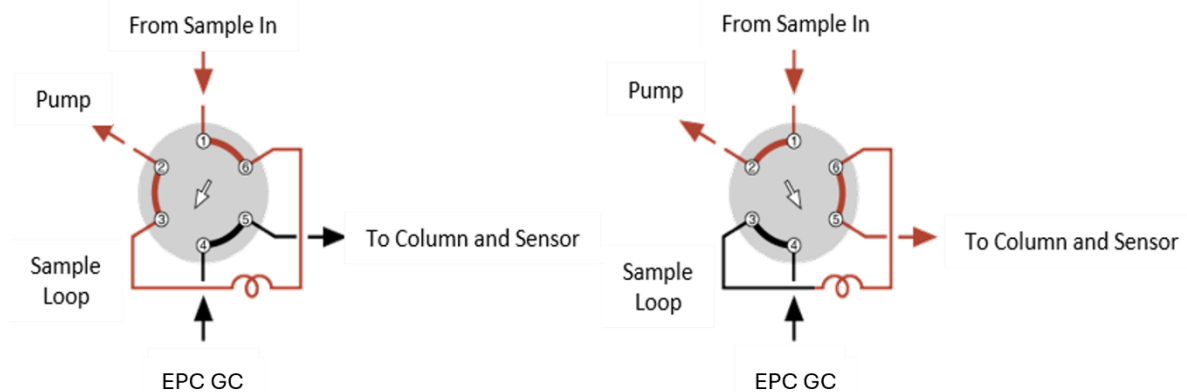 From Sample In
Pump
1
2
6
3
5
4
To Column and Sensor
Sample
Loop
EPC GC
From Sample In
Pump
1
2
6
3
5
4
To Column and Sensor
Sample
Loop
EPC GC